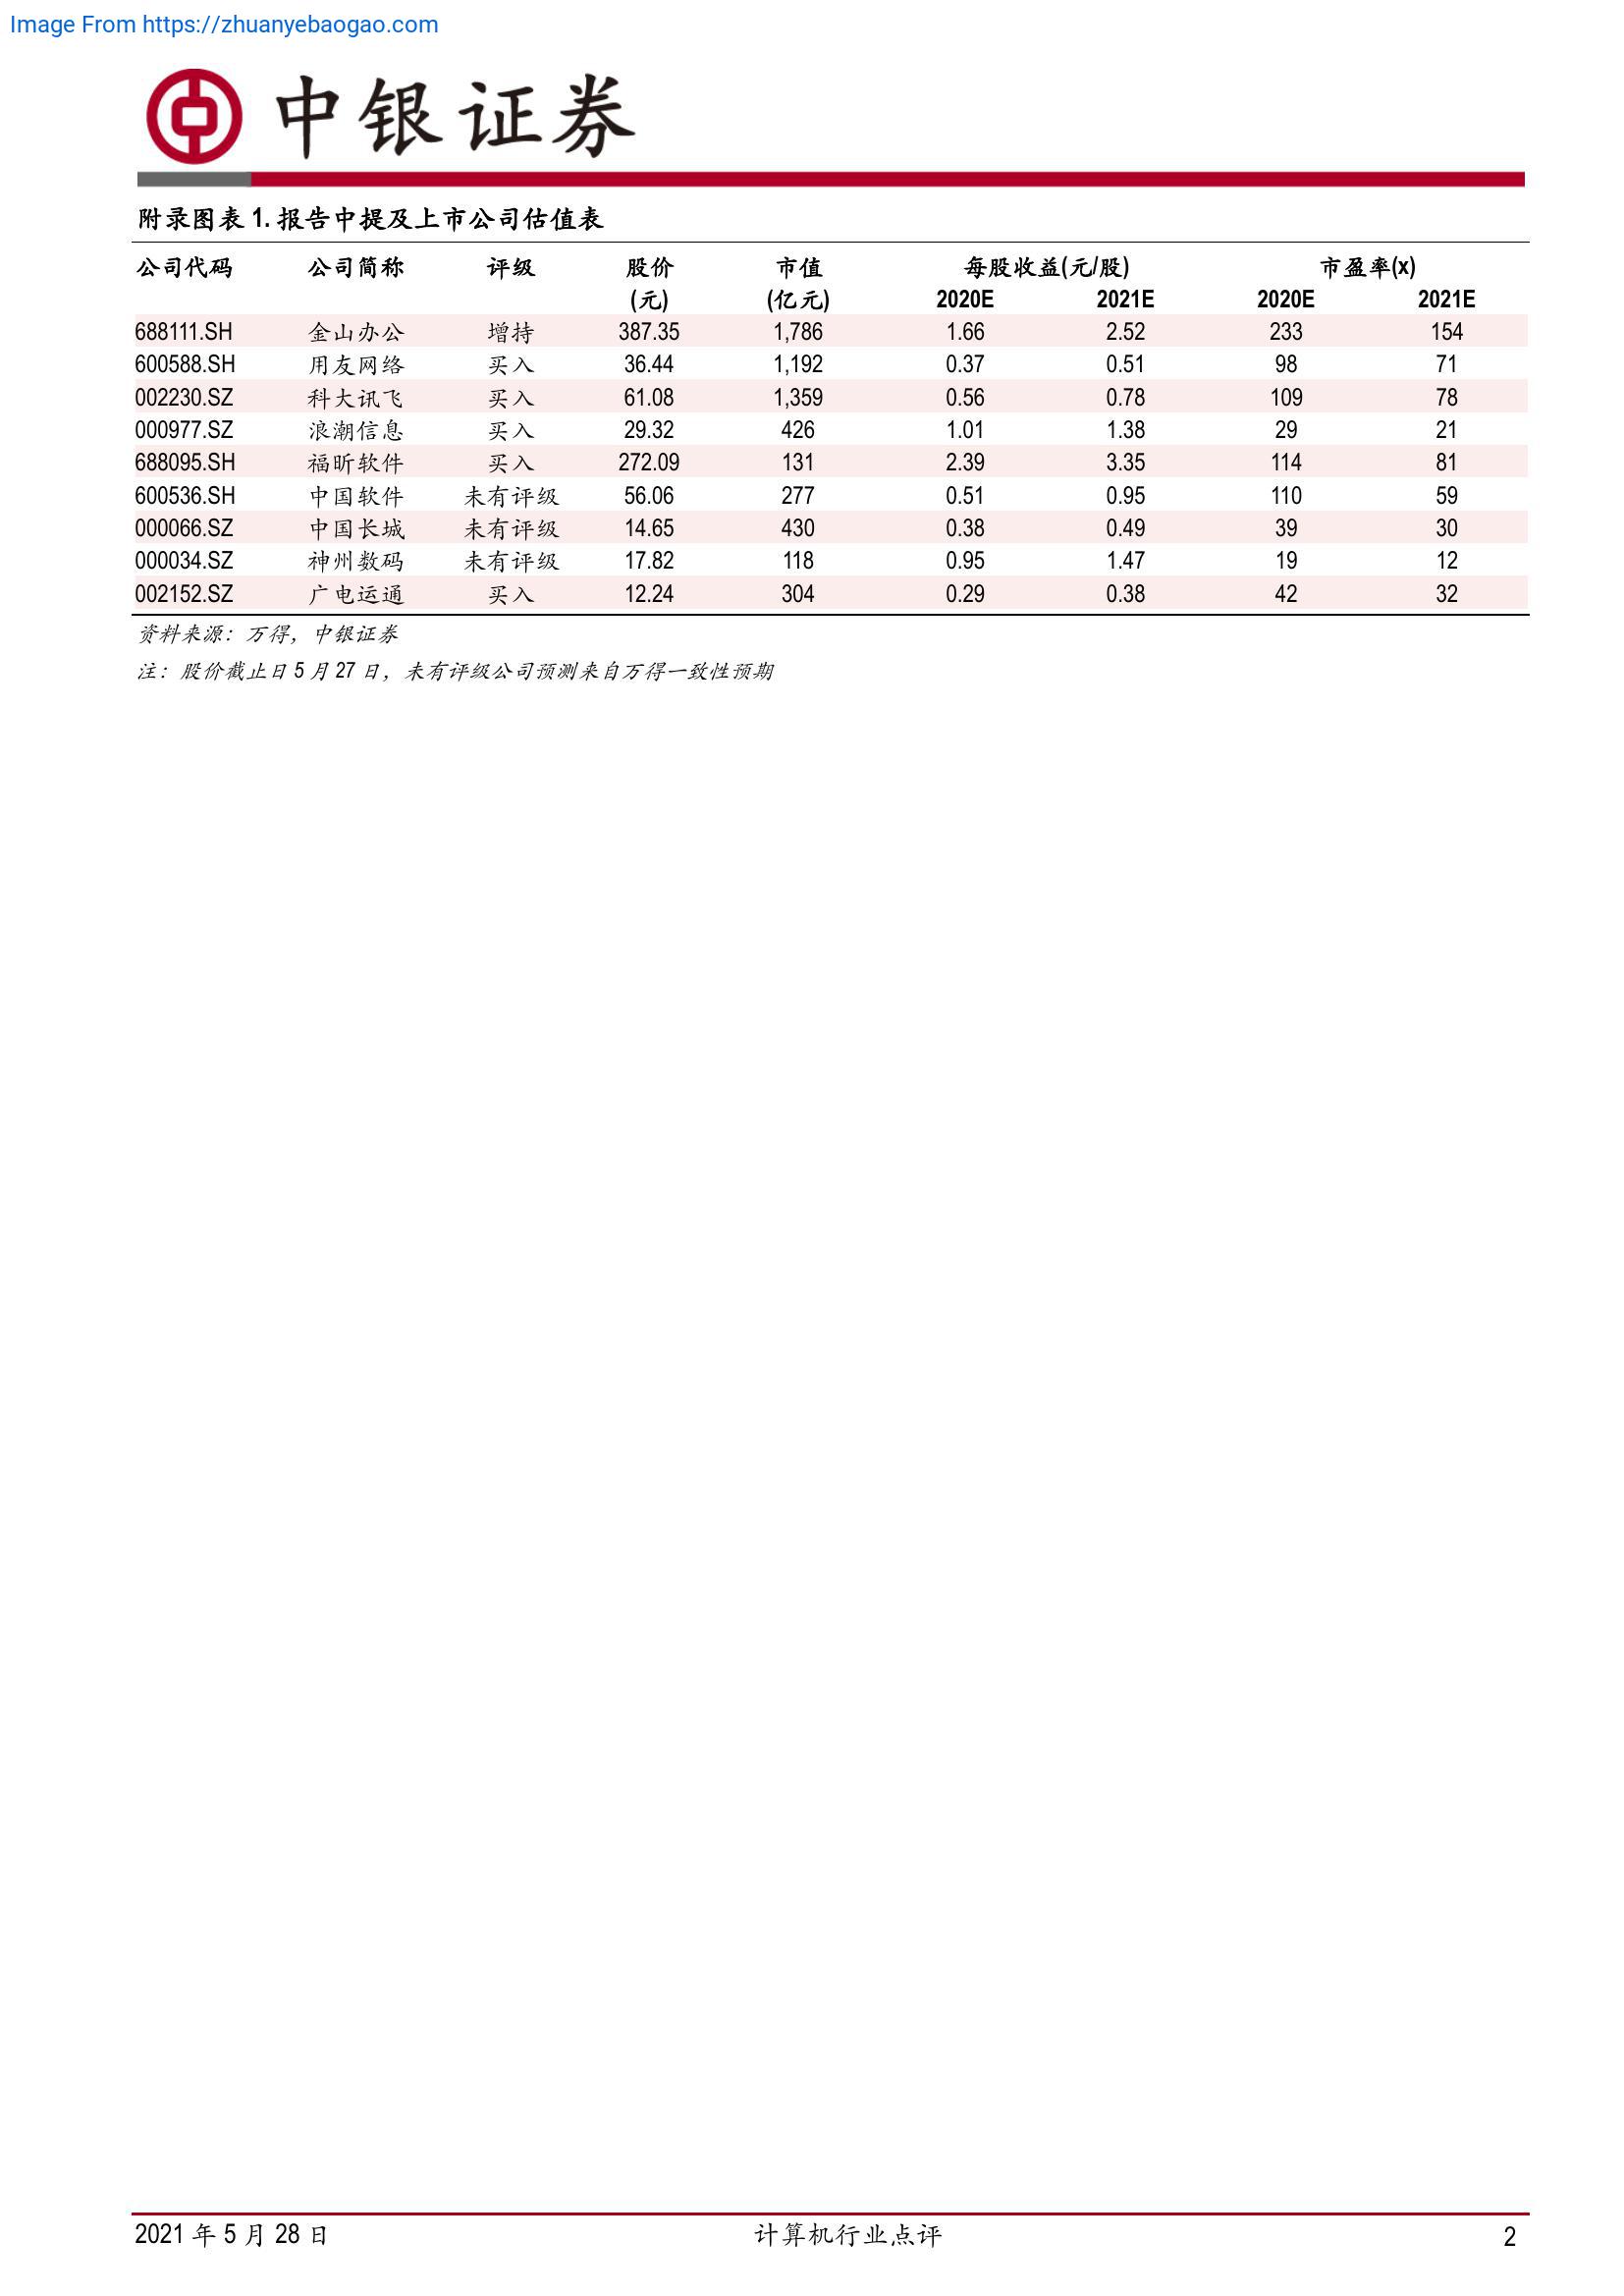 Image From https://zhuanyebaogao.com
中银证券
附录图表 1. 报告中提及上市公司估值表
公司代码 公司简称 评级 股价 市值 每股收益(元/股) 市盈率(x)
(元) (亿元) 2020E 2021E 2020E 2021E
688111.SH 金山办公 增持 387.35 1,786 1.66 2.52 233 154
600588.SH 用友网络 买入 36.44 1,192 0.37 0.51 98 71
002230.SZ 科大讯飞 买入 61.08 1,359 0.56 0.78 109 78
000977.SZ 浪潮信息 买入 29.32 426 1.01 1.38 29 21
688095.SH 福昕软件 买入 272.09 131 2.39 3.35 114 81
600536.SH 中国软件 未有评级 56.06 277 0.51 0.95 110 59
000066.SZ 中国长城 未有评级 14.65 430 0.38 0.49 39 30
000034.SZ 神州数码 未有评级 17.82 118 0.95 1.47 19 12
002152.SZ 广电运通 买入 12.24 304 0.29 0.38 42 32
资料来源：万得，中银证券
注：股价截止日 5 月 27 日，未有评级公司预测来自万得一致性预期
2021 年 5 月 28 日 计算机行业点评 2